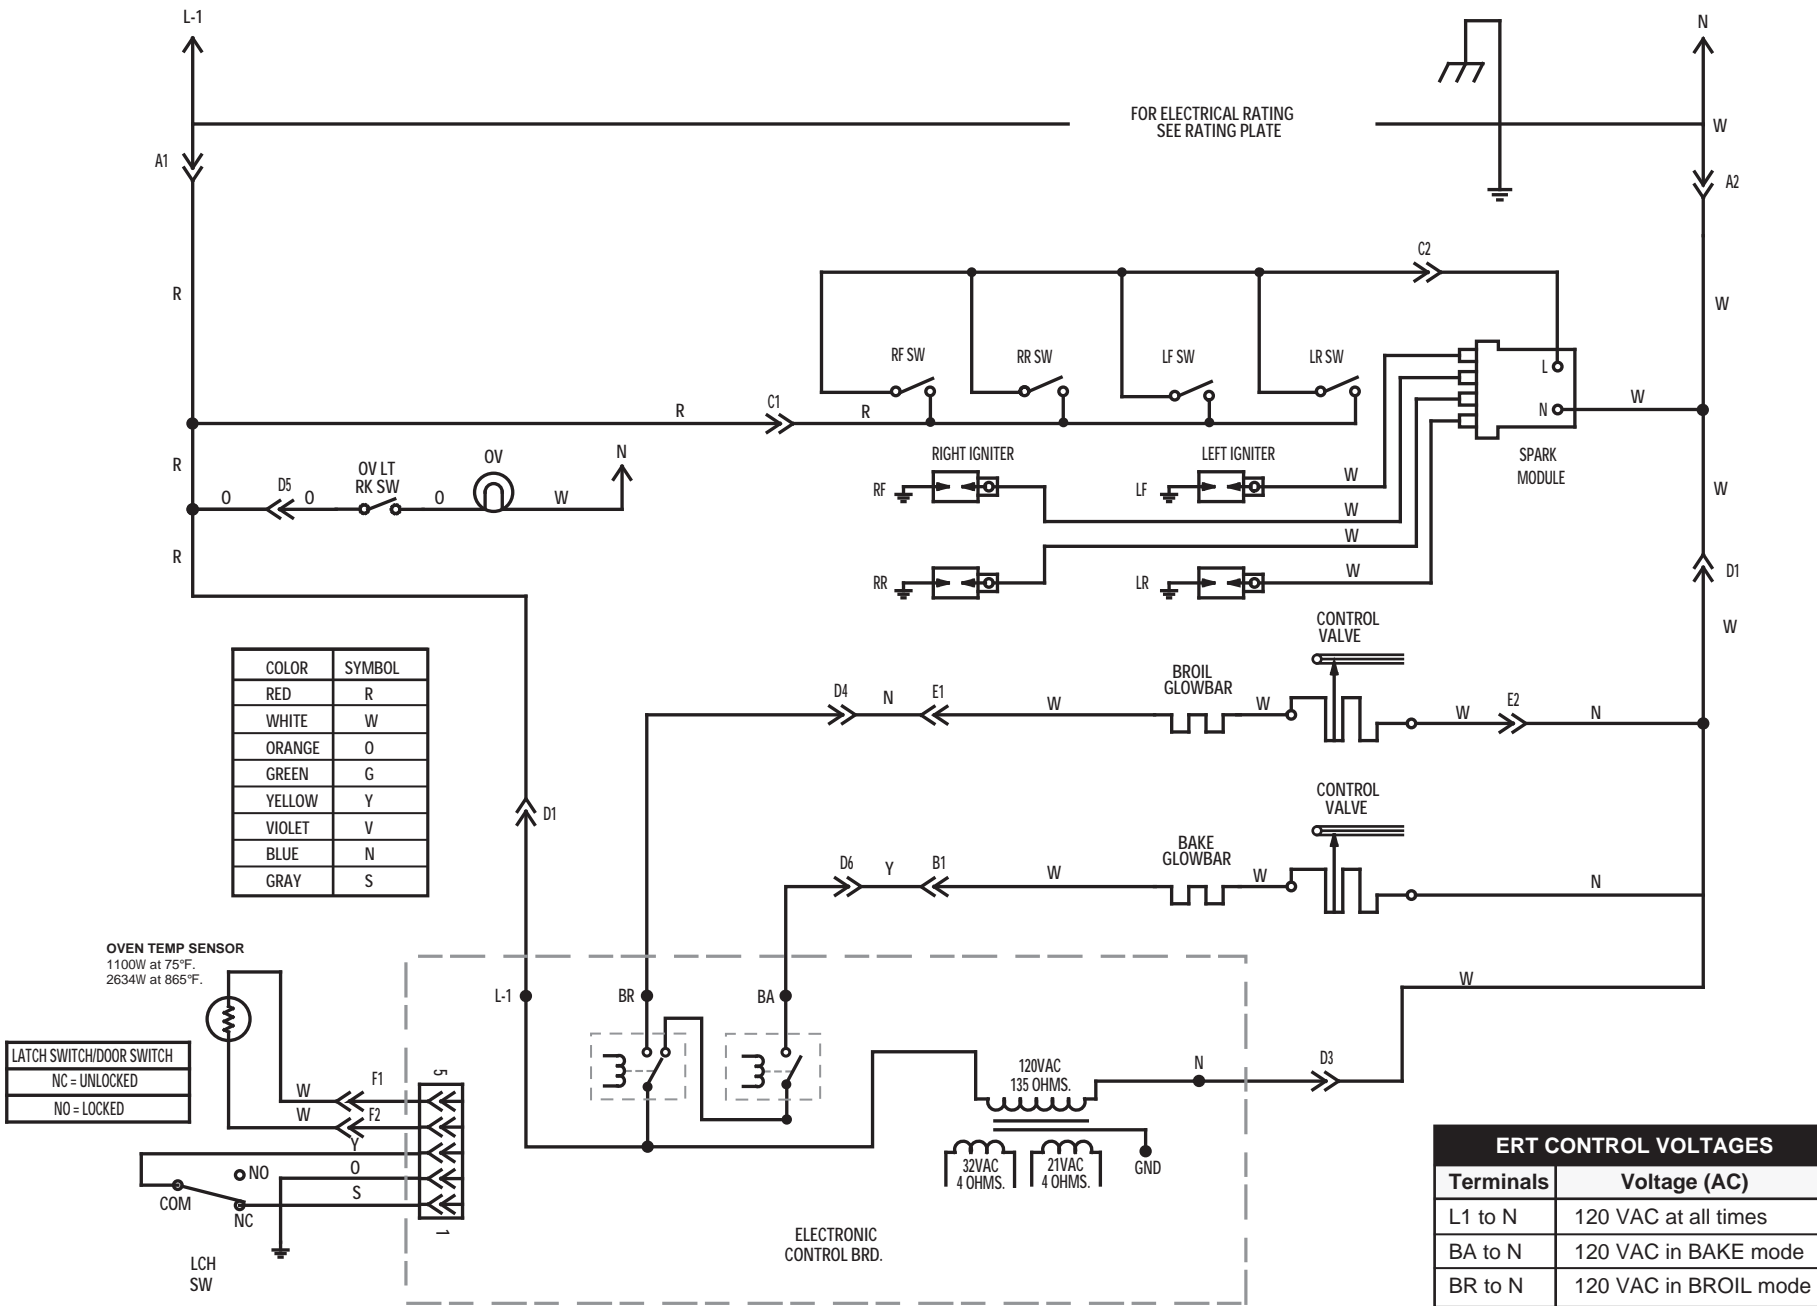 L-1
N
FOR ELECTRICAL RATING
SEE RATING PLATE
W
A1
A2
C2
R
W
RF SW
RR SW
LF SW
LR SW
L
N
W
C1
R
R
SPARK
MODULE
R
OV LT
RK SW
OV
N
D5
O
O
O
W
RIGHT IGNITER
LEFT IGNITER
RF
LF
W
W
W
W
RR
LR
W
R
D1
W
CONTROL
VALVE
BROIL
GLOWBAR
D4
N
E1
W
W
W
E2
N
COLOR SYMBOL
RED R
WHITE W
ORANGE O
GREEN G
YELLOW Y
VIOLET V
BLUE N
GRAY S
D1
CONTROL
VALVE
BAKE
GLOWBAR
D6
Y
B1
W
W
N
OVEN TEMP SENSOR
1100W at 75°F.
2634W at 865°F.
L-1
BR
BA
W
LATCH SWITCH/DOOR SWITCH
NC = UNLOCKED
NO = LOCKED
W
F1
W
F2
Y
O
S
5
1
NO
COM
NC
LCH
SW
120VAC
135 OHMS.
N
D3
32VAC
4 OHMS.
21VAC
4 OHMS.
GND
ELECTRONIC
CONTROL BRD.
ERT CONTROL VOLTAGES
Terminals Voltage (AC)
L1 to N 120 VAC at all times
BA to N 120 VAC in BAKE mode
BR to N 120 VAC in BROIL mode